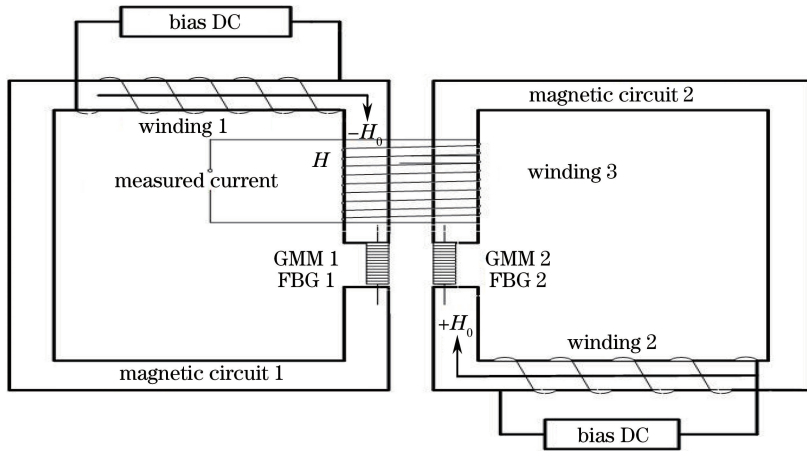 bias DC
magnetic circuit 2
winding 1
−H₀
H
winding 3
measured current
GMM 1
FBG 1
GMM 2
FBG 2
+H₀
winding 2
magnetic circuit 1
bias DC